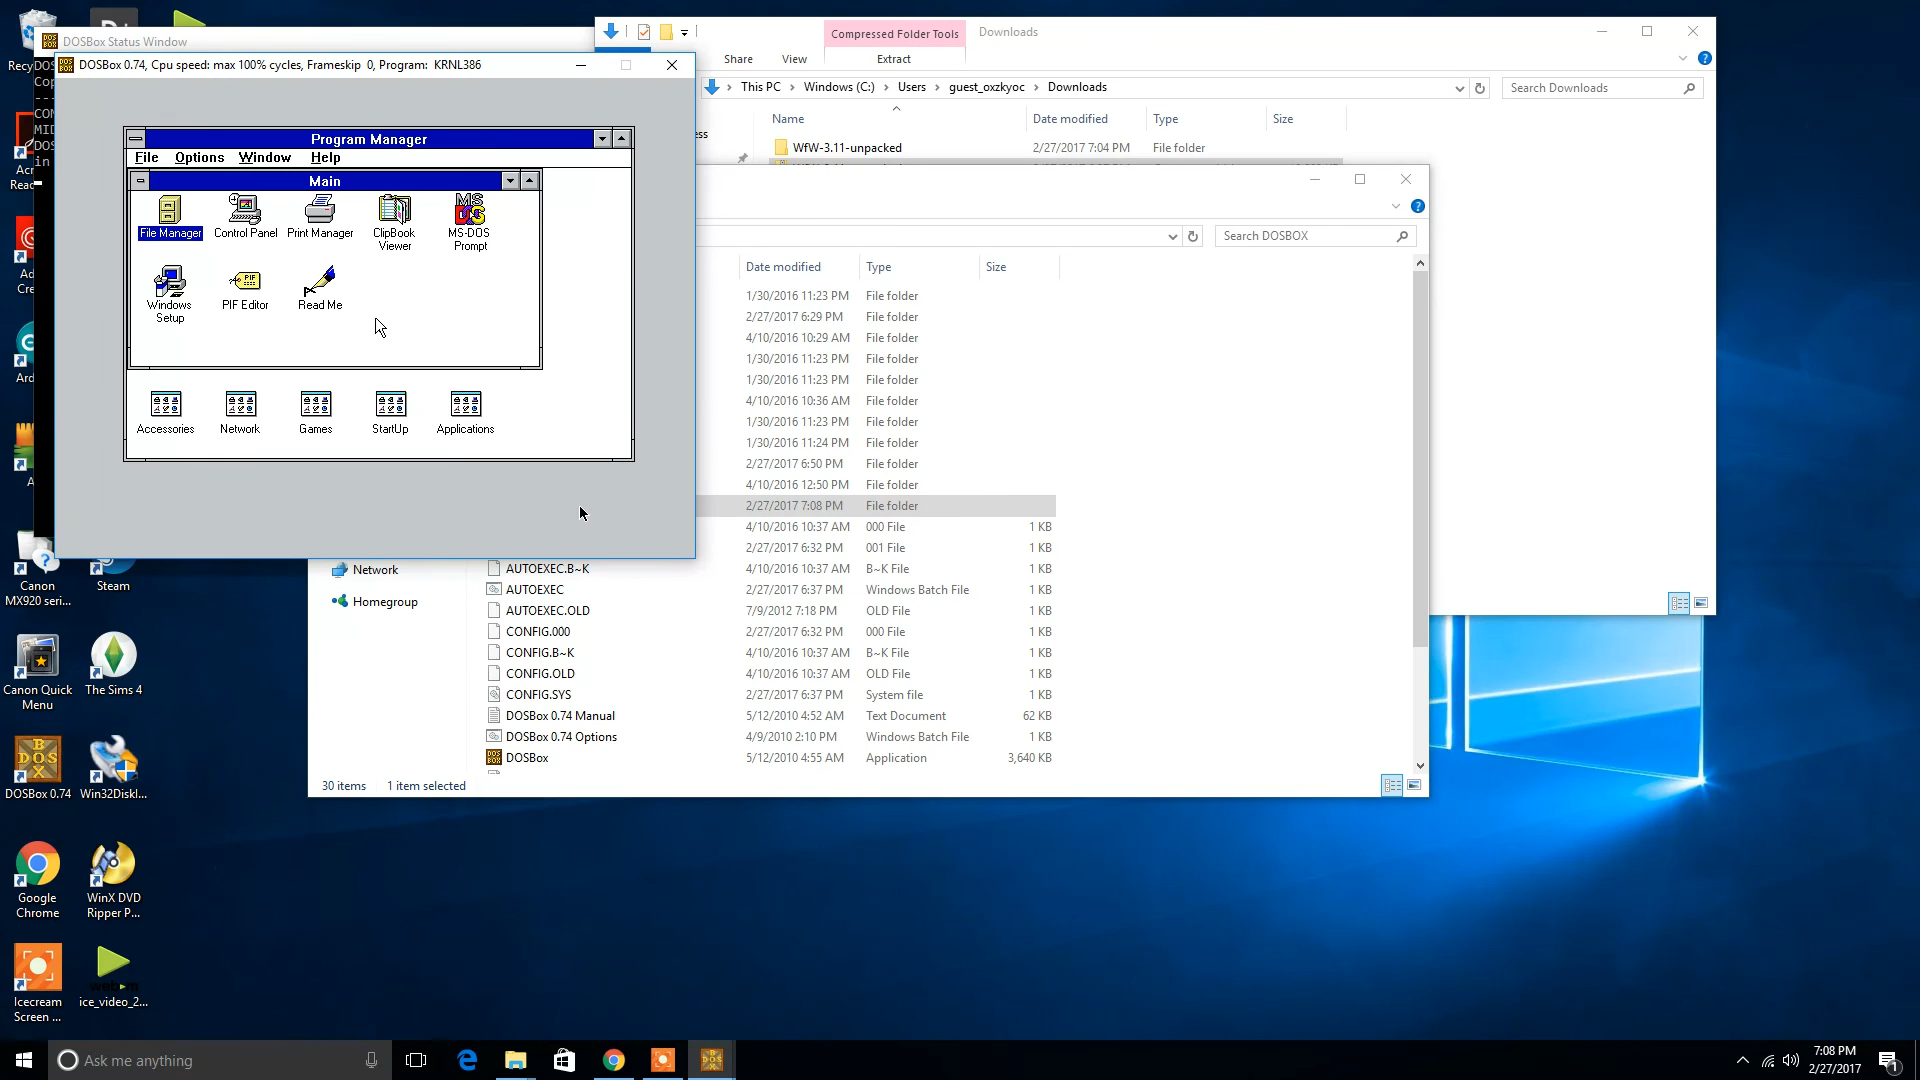 DOSBox Status Window
DOSBox 0.74, Cpu speed: max 100% cycles, Frameskip 0, Program: KRNL386
Program Manager
File Options Window Help
Main
File Manager
Control Panel
Print Manager
ClipBook Viewer
MS-DOS Prompt
Windows Setup
PIF Editor
Read Me
Accessories
Network
Games
StartUp
Applications
Compressed Folder Tools
Downloads
Share
View
Extract
This PC > Windows (C:) > Users > guest_oxzkyoc > Downloads
Search Downloads
Name Date modified Type Size
WfW-3.11-unpacked 2/27/2017 7:04 PM File folder
Search DOSBOX
Date modified Type Size
1/30/2016 11:23 PM File folder
2/27/2017 6:29 PM File folder
4/10/2016 10:29 AM File folder
1/30/2016 11:23 PM File folder
1/30/2016 11:23 PM File folder
4/10/2016 10:36 AM File folder
1/30/2016 11:23 PM File folder
1/30/2016 11:24 PM File folder
2/27/2017 6:50 PM File folder
4/10/2016 12:50 PM File folder
2/27/2017 7:08 PM File folder
4/10/2016 10:37 AM 000 File 1 KB
2/27/2017 6:32 PM 001 File 1 KB
AUTOEXEC.B~K 4/10/2016 10:37 AM B~K File 1 KB
AUTOEXEC 2/27/2017 6:37 PM Windows Batch File 1 KB
AUTOEXEC.OLD 7/9/2012 7:18 PM OLD File 1 KB
CONFIG.000 2/27/2017 6:32 PM 000 File 1 KB
CONFIG.B~K 4/10/2016 10:37 AM B~K File 1 KB
CONFIG.OLD 4/10/2016 10:37 AM OLD File 1 KB
CONFIG.SYS 2/27/2017 6:37 PM System file 1 KB
DOSBox 0.74 Manual 5/12/2010 4:52 AM Text Document 62 KB
DOSBox 0.74 Options 4/9/2010 2:10 PM Windows Batch File 1 KB
DOSBox 5/12/2010 4:55 AM Application 3,640 KB
Network
Homegroup
30 items 1 item selected
Canon MX920 seri...
Steam
Canon Quick Menu
The Sims 4
DOSBox 0.74
Win32DiskI...
Google Chrome
WinX DVD Ripper P...
Icecream Screen ...
ice_video_2...
Ask me anything
7:08 PM
2/27/2017
1